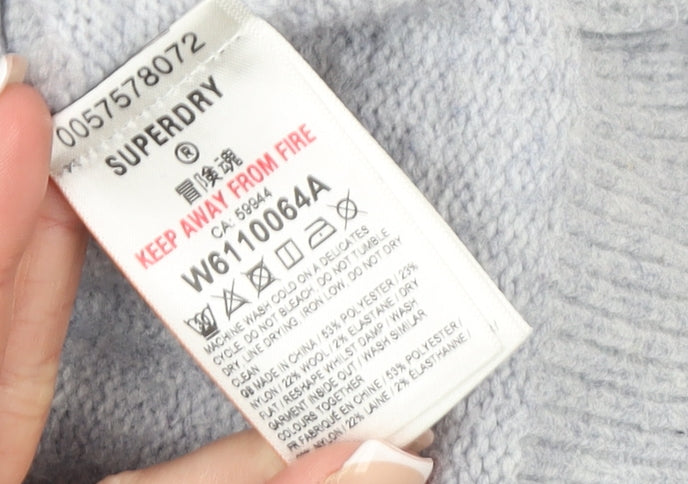 0057578072
SUPERDRY
®
冒険魂
KEEP AWAY FROM FIRE
CA: 59944
W6110064A
MACHINE WASH COLD ON A DELICATES
CYCLE. DO NOT BLEACH. DO NOT TUMBLE
DRY. LINE DRYING. IRON LOW. DO NOT DRY
CLEAN
GB MADE IN CHINA / 53% POLYESTER / 23%
NYLON / 22% WOOL / 2% ELASTANE / DRY
FLAT / RESHAPE WHILST DAMP / WASH
GARMENT INSIDE OUT / WASH SIMILAR
COLOURS TOGETHER
FR FABRIQUÉ EN CHINE / 53% POLYESTER /
NYLON / 22% LAINE / 2% ÉLASTHANNE /